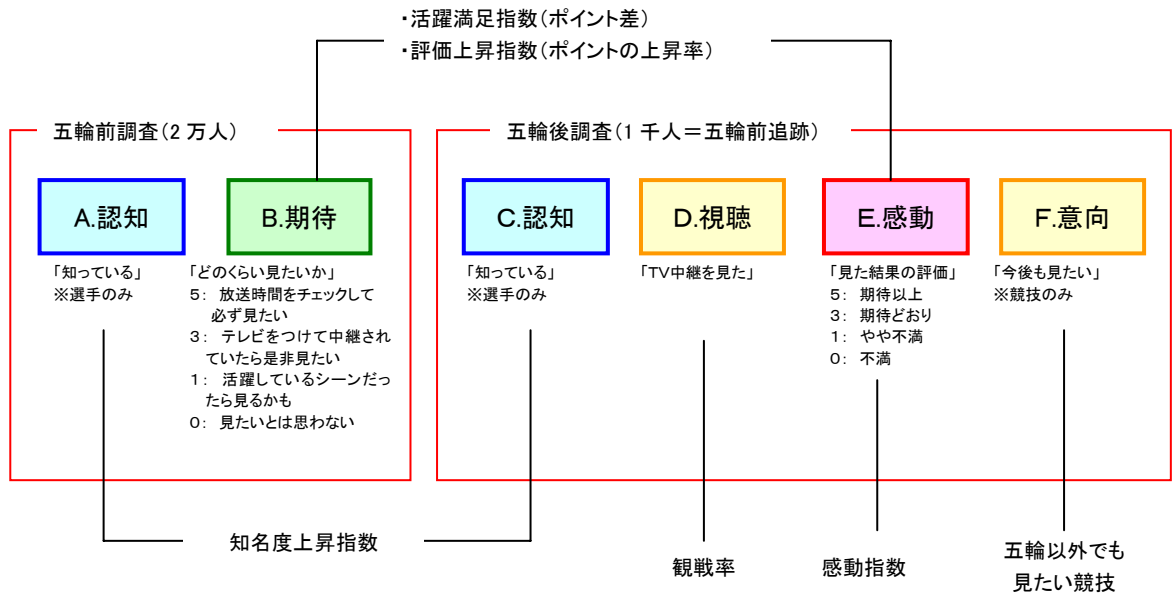 ・活躍満足指数(ポイント差)
・評価上昇指数(ポイントの上昇率)
五輪前調査(2 万人)
五輪後調査(1 千人=五輪前追跡)
A.認知
B.期待
C.認知
D.視聴
E.感動
F.意向
「知っている」
※選手のみ
「どのくらい見たいか」
5: 放送時間をチェックして
必ず見たい
3: テレビをつけて中継され
ていたら是非見たい
1: 活躍しているシーンだっ
たら見るかも
0: 見たいとは思わない
「知っている」
※選手のみ
「TV中継を見た」
「見た結果の評価」
5: 期待以上
3: 期待どおり
1: やや不満
0: 不満
「今後も見たい」
※競技のみ
知名度上昇指数
観戦率
感動指数
五輪以外でも
見たい競技